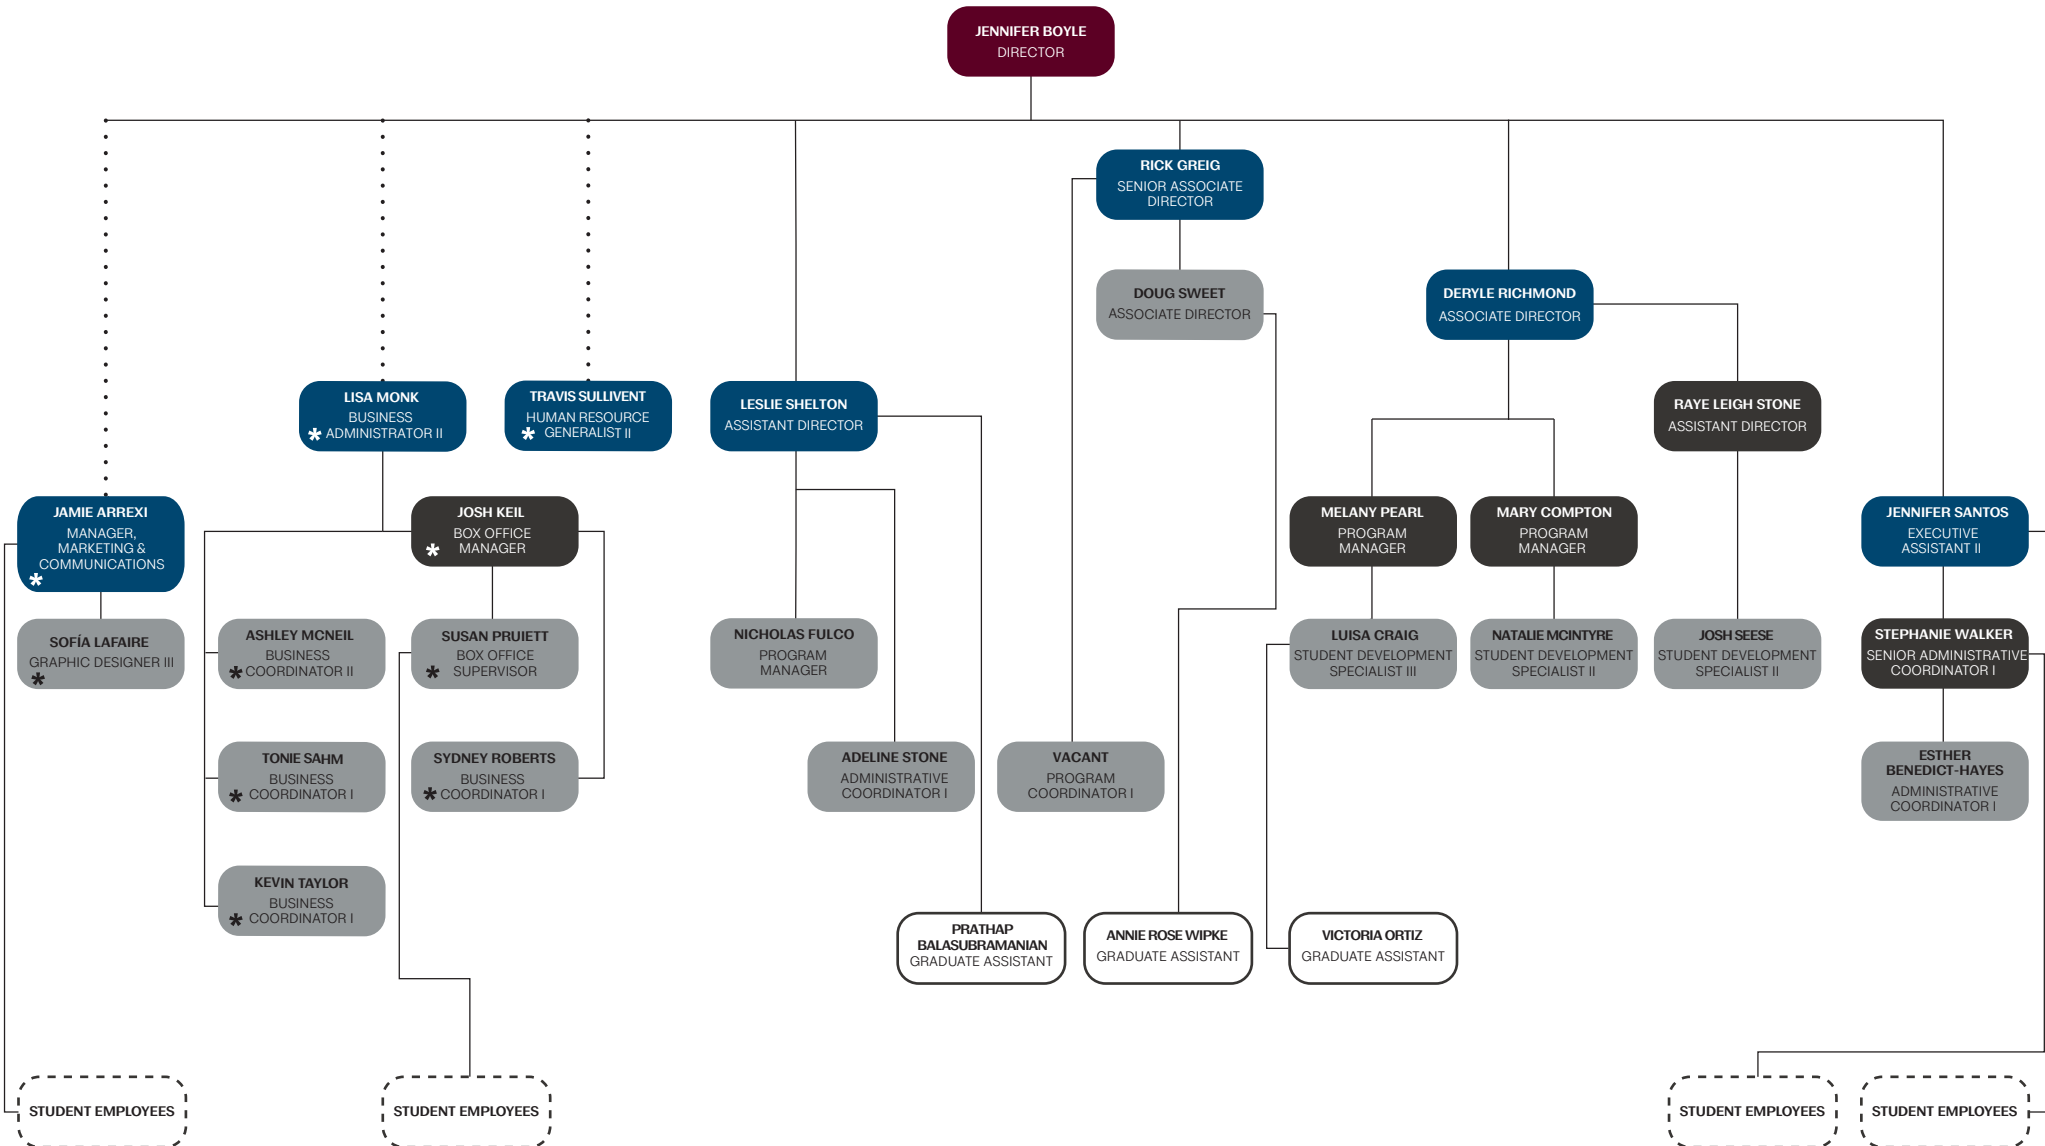 JENNIFER BOYLE
DIRECTOR
RICK GREIG
SENIOR ASSOCIATE
DIRECTOR
DOUG SWEET
ASSOCIATE DIRECTOR
DERYLE RICHMOND
ASSOCIATE DIRECTOR
LISA MONK
BUSINESS
* ADMINISTRATOR II
TRAVIS SULLIVENT
HUMAN RESOURCE
* GENERALIST II
LESLIE SHELTON
ASSISTANT DIRECTOR
RAYE LEIGH STONE
ASSISTANT DIRECTOR
JAMIE ARREXI
MANAGER,
MARKETING &
COMMUNICATIONS
*
JOSH KEIL
BOX OFFICE
* MANAGER
MELANY PEARL
PROGRAM
MANAGER
MARY COMPTON
PROGRAM
MANAGER
JENNIFER SANTOS
EXECUTIVE
ASSISTANT II
SOFÍA LAFAIRE
GRAPHIC DESIGNER III
*
ASHLEY MCNEIL
BUSINESS
* COORDINATOR II
SUSAN PRUIETT
BOX OFFICE
* SUPERVISOR
NICHOLAS FULCO
PROGRAM
MANAGER
LUISA CRAIG
STUDENT DEVELOPMENT
SPECIALIST III
NATALIE MCINTYRE
STUDENT DEVELOPMENT
SPECIALIST II
JOSH SEESE
STUDENT DEVELOPMENT
SPECIALIST II
STEPHANIE WALKER
SENIOR ADMINISTRATIVE
COORDINATOR I
TONIE SAHM
BUSINESS
* COORDINATOR I
SYDNEY ROBERTS
BUSINESS
* COORDINATOR I
ADELINE STONE
ADMINISTRATIVE
COORDINATOR I
VACANT
PROGRAM
COORDINATOR I
ESTHER
BENEDICT-HAYES
ADMINISTRATIVE
COORDINATOR I
KEVIN TAYLOR
BUSINESS
* COORDINATOR I
PRATHAP
BALASUBRAMANIAN
GRADUATE ASSISTANT
ANNIE ROSE WIPKE
GRADUATE ASSISTANT
VICTORIA ORTIZ
GRADUATE ASSISTANT
STUDENT EMPLOYEES
STUDENT EMPLOYEES
STUDENT EMPLOYEES
STUDENT EMPLOYEES